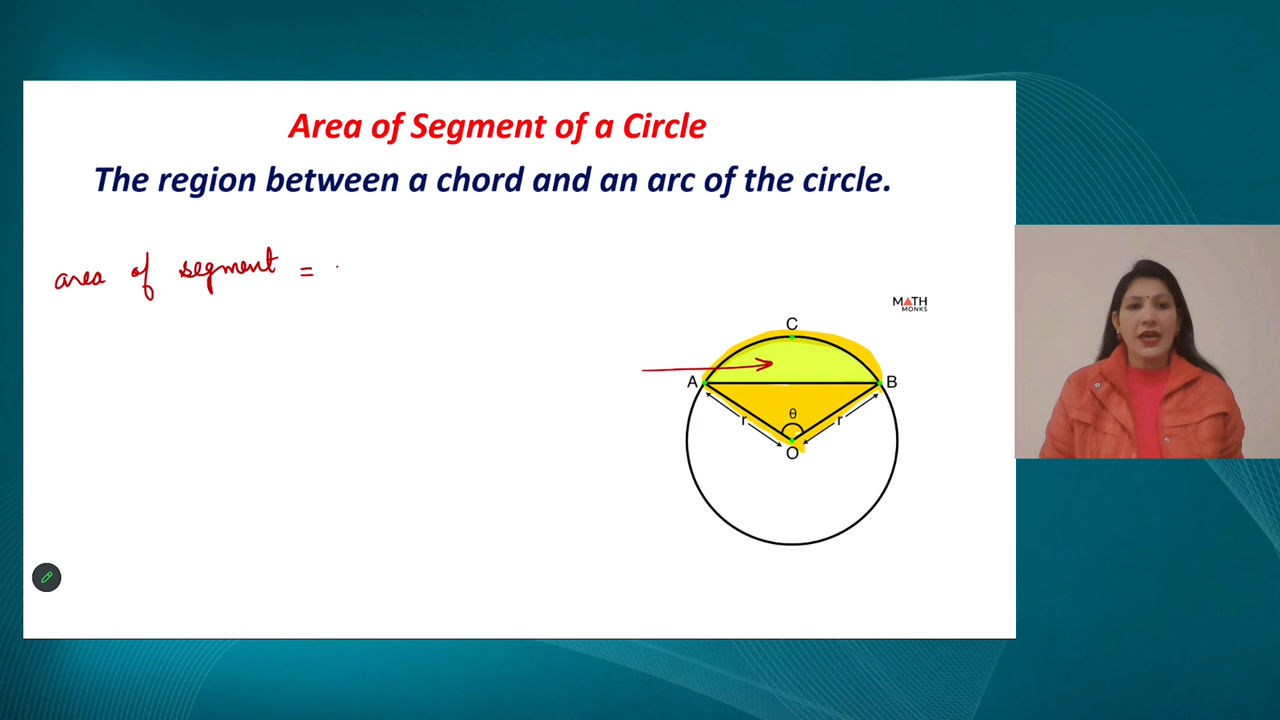 Area of Segment of a Circle
The region between a chord and an arc of the circle.
area of segment =
MATH
MONKS
C
A
B
θ
r
r
O